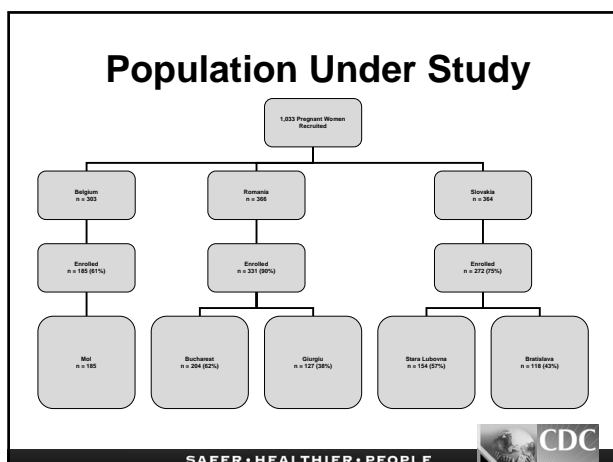 Population Under Study
1,033 Pregnant Women
Recruited
Belgium
n = 303
Romania
n = 366
Slovakia
n = 364
Enrolled
n = 185 (61%)
Enrolled
n = 331 (90%)
Enrolled
n = 272 (75%)
Mol
n = 185
Bucharest
n = 204 (62%)
Giurgiu
n = 127 (38%)
Stara Lubovna
n = 154 (57%)
Bratislava
n = 118 (43%)
CDC
SAFER•HEALTHIER•PEOPLE